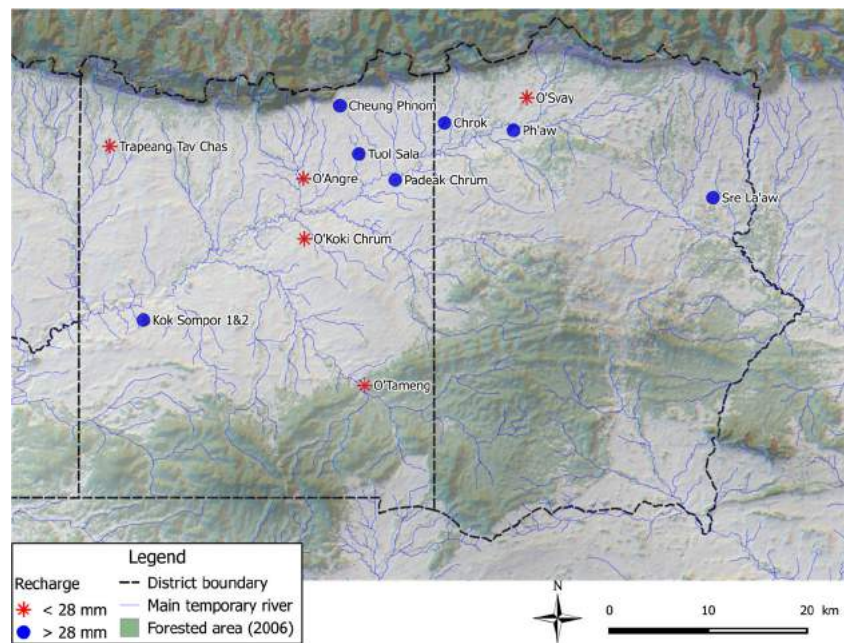 Cheung Phnom
O'Svay
Chrok
Ph'aw
Trapeang Tav Chas
Tuol Sala
O'Angre
Padeak Chrum
Sre La'aw
O'Koki Chrum
Kok Sompor 1&2
O'Tameng
Legend
Recharge
< 28 mm
> 28 mm
District boundary
Main temporary river
Forested area (2006)
N
0 10 20 km